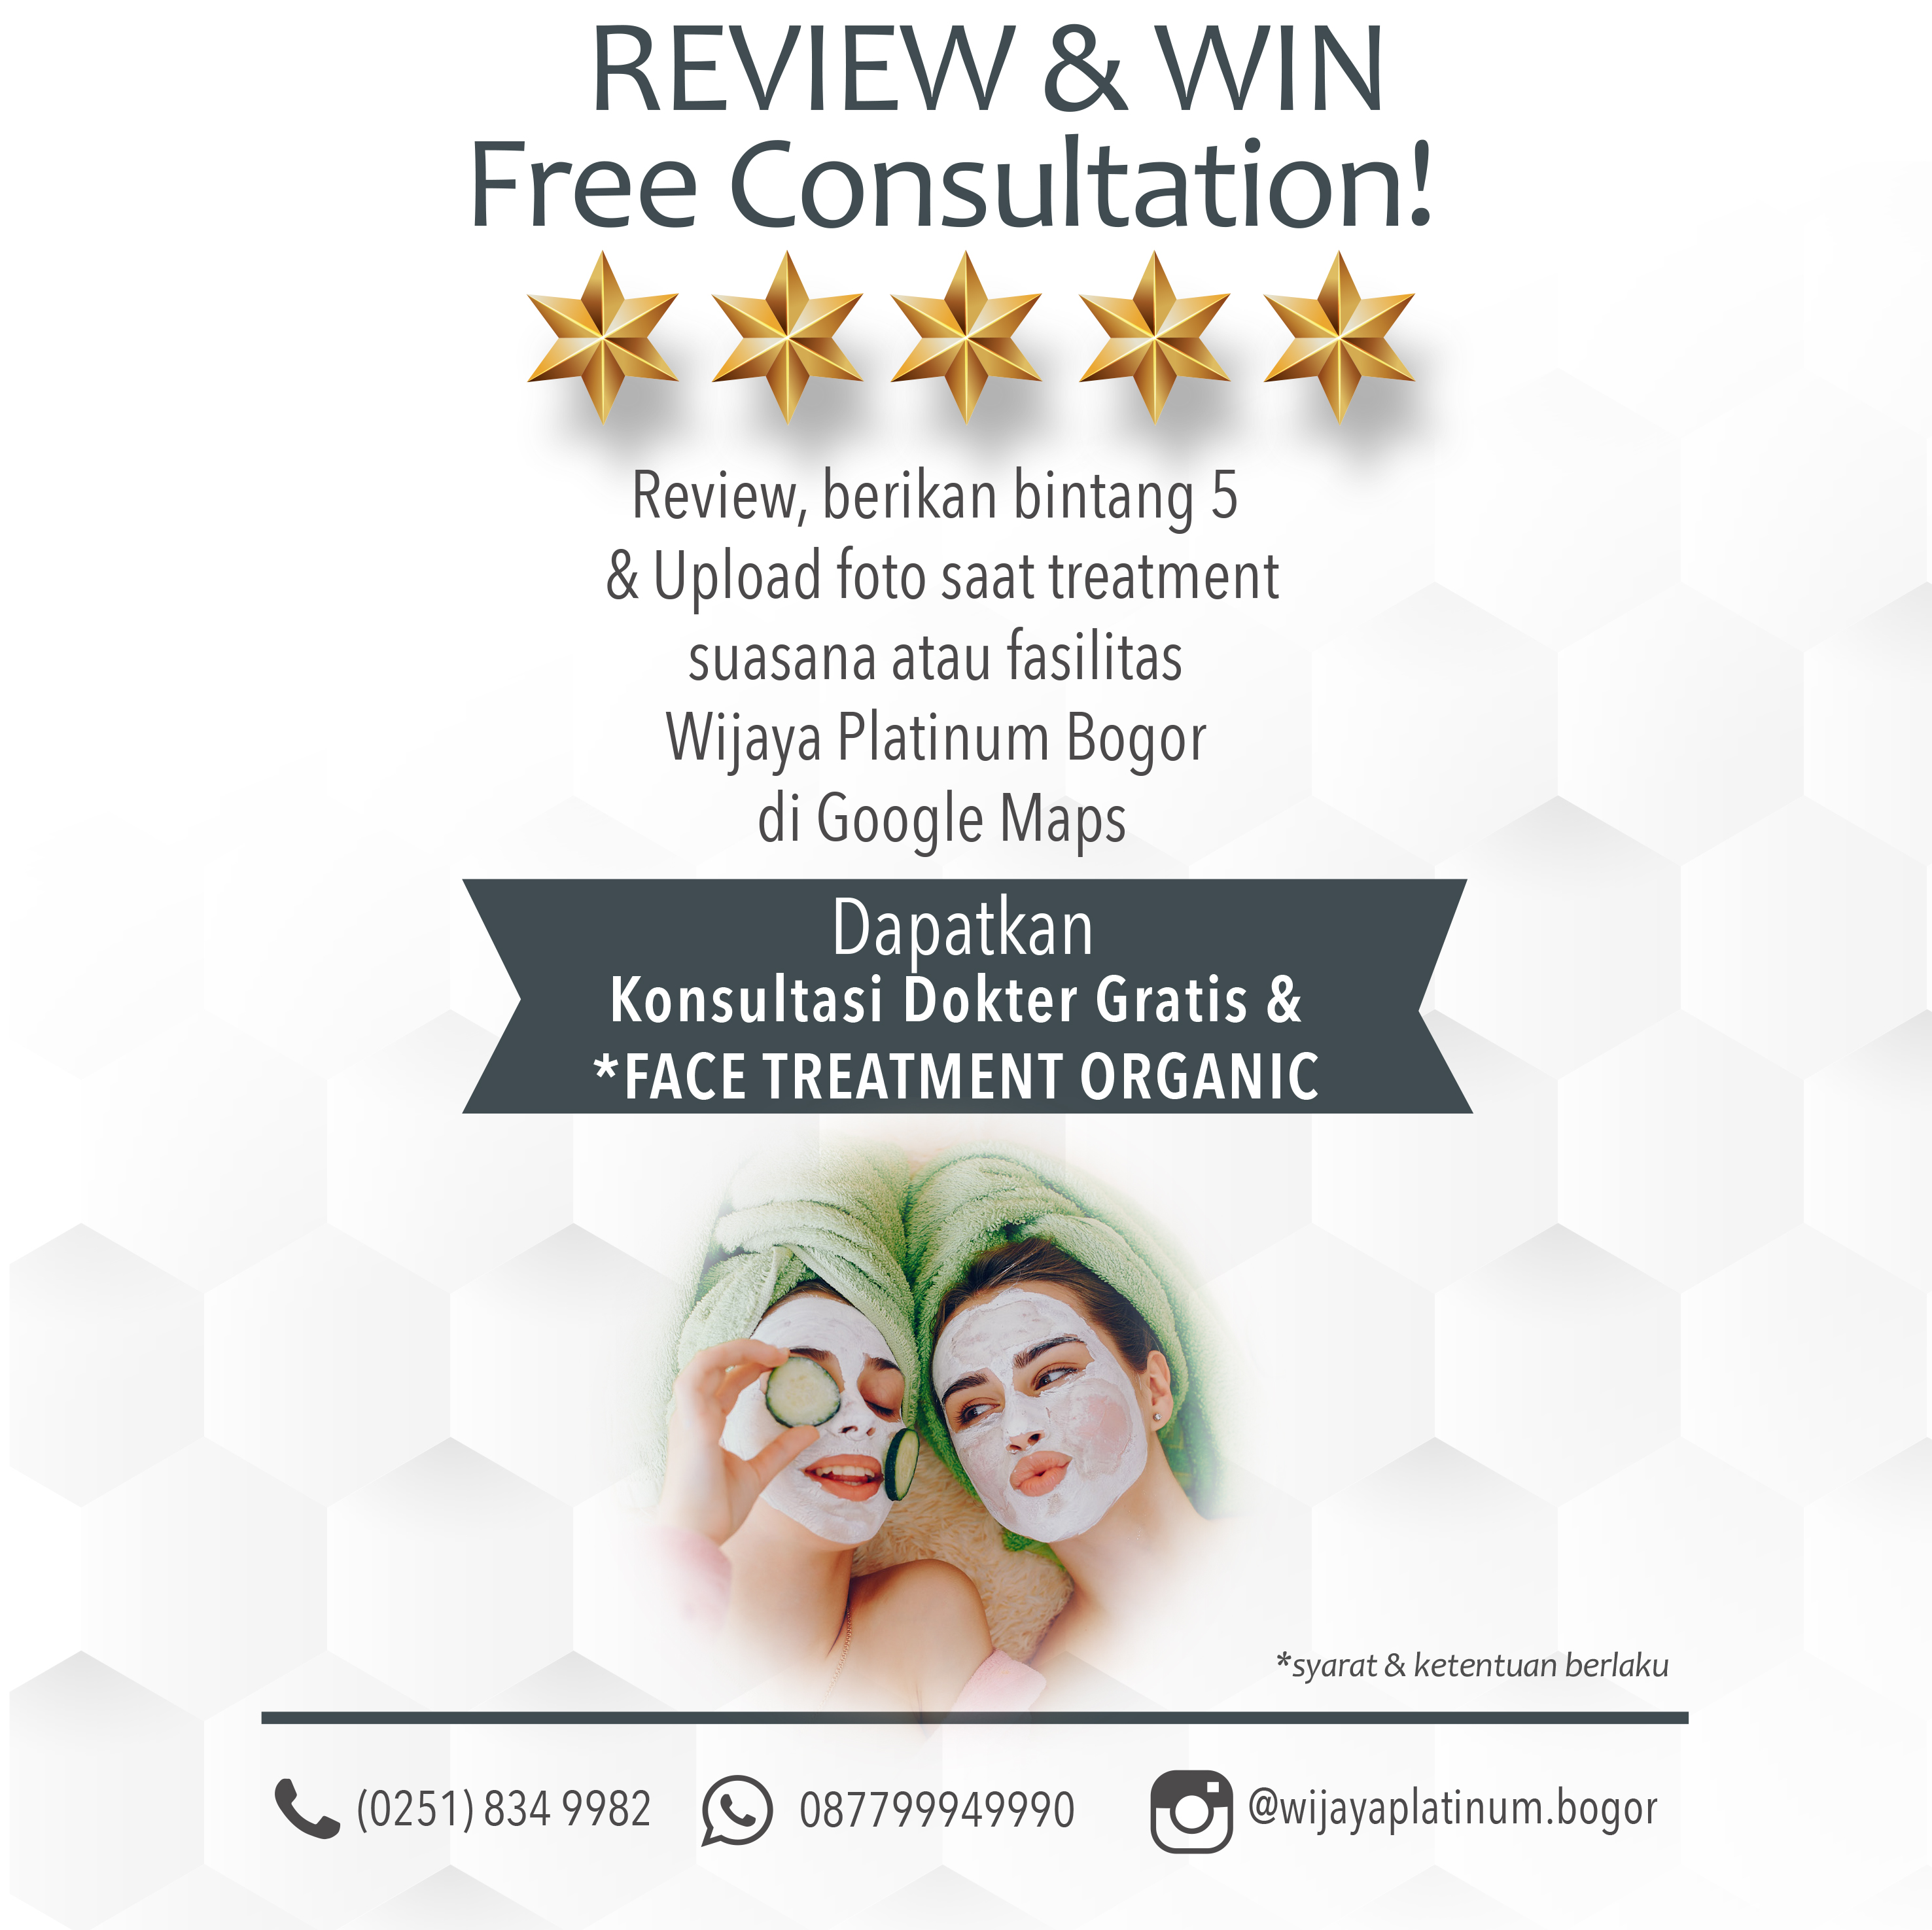 REVIEW & WIN
Free Consultation!
Review, berikan bintang 5
& Upload foto saat treatment
suasana atau fasilitas
Wijaya Platinum Bogor
di Google Maps
Dapatkan
Konsultasi Dokter Gratis &
*FACE TREATMENT ORGANIC
*syarat & ketentuan berlaku
(0251) 834 9982 087799949990 @wijayaplatinum.bogor